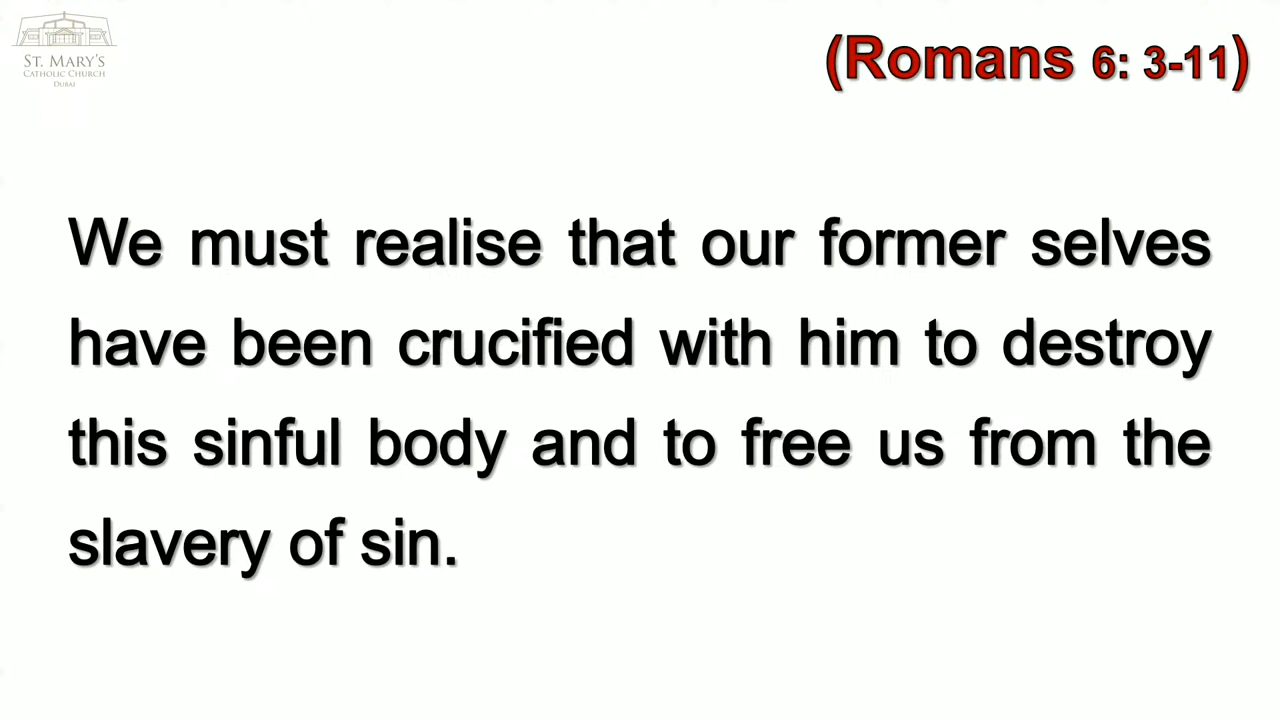 ST. MARY'S
CATHOLIC CHURCH
DUBAI
(Romans 6: 3-11)
We must realise that our former selves
have been crucified with him to destroy
this sinful body and to free us from the
slavery of sin.